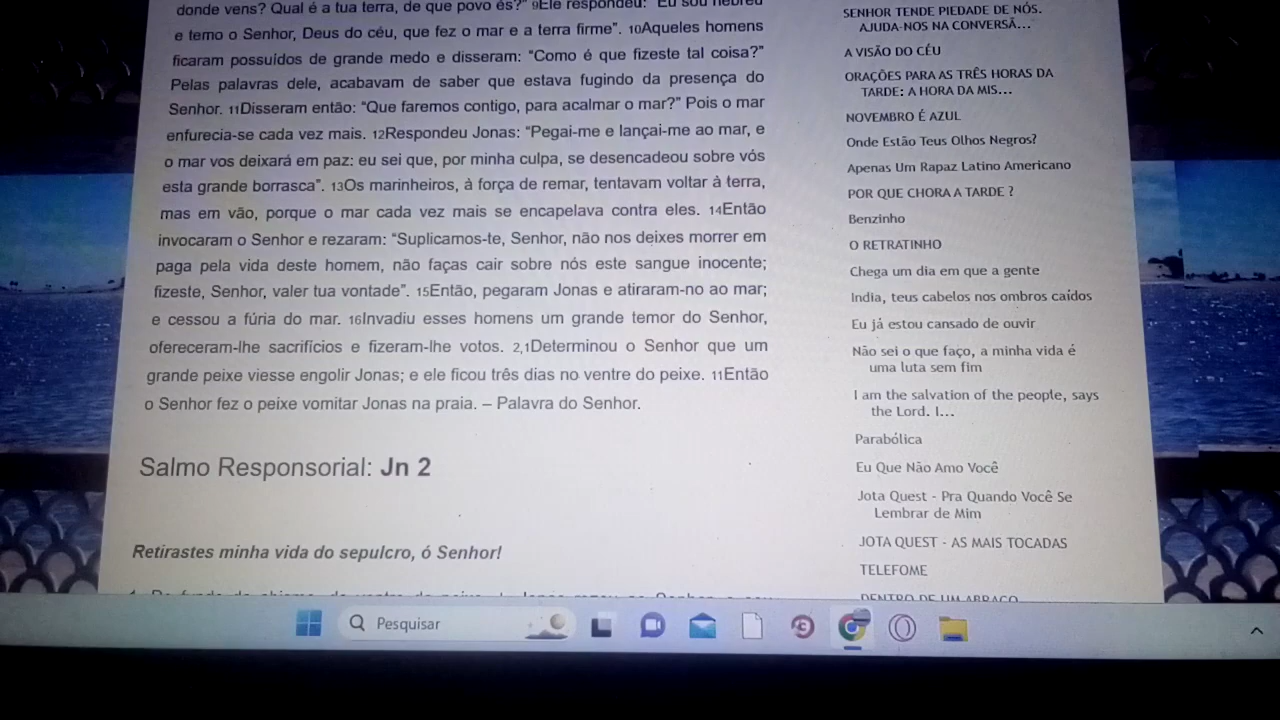 donde vens? Qual é a tua terra, de que povo és?” 9Ele respondeu: “Eu sou hebreu
e temo o Senhor, Deus do céu, que fez o mar e a terra firme”. 10Aqueles homens
ficaram possuídos de grande medo e disseram: “Como é que fizeste tal coisa?”
Pelas palavras dele, acabavam de saber que estava fugindo da presença do
Senhor. 11Disseram então: “Que faremos contigo, para acalmar o mar?” Pois o mar
enfurecia-se cada vez mais. 12Respondeu Jonas: “Pegai-me e lançai-me ao mar, e
o mar vos deixará em paz: eu sei que, por minha culpa, se desencadeou sobre vós
esta grande borrasca”. 13Os marinheiros, à força de remar, tentavam voltar à terra,
mas em vão, porque o mar cada vez mais se encapelava contra eles. 14Então
invocaram o Senhor e rezaram: “Suplicamos-te, Senhor, não nos deixes morrer em
paga pela vida deste homem, não faças cair sobre nós este sangue inocente;
fizeste, Senhor, valer tua vontade”. 15Então, pegaram Jonas e atiraram-no ao mar;
e cessou a fúria do mar. 16Invadiu esses homens um grande temor do Senhor,
ofereceram-lhe sacrifícios e fizeram-lhe votos. 2,1Determinou o Senhor que um
grande peixe viesse engolir Jonas; e ele ficou três dias no ventre do peixe. 11Então
o Senhor fez o peixe vomitar Jonas na praia. – Palavra do Senhor.
Salmo Responsorial: Jn 2
Retirastes minha vida do sepulcro, ó Senhor!
SENHOR TENDE PIEDADE DE NÓS.
AJUDA-NOS NA CONVERSÃ...
A VISÃO DO CÉU
ORAÇÕES PARA AS TRÊS HORAS DA
TARDE: A HORA DA MIS...
NOVEMBRO É AZUL
Onde Estão Teus Olhos Negros?
Apenas Um Rapaz Latino Americano
POR QUE CHORA A TARDE ?
Benzinho
O RETRATINHO
Chega um dia em que a gente
India, teus cabelos nos ombros caídos
Eu já estou cansado de ouvir
Não sei o que faço, a minha vida é
uma luta sem fim
I am the salvation of the people, says
the Lord. I...
Parabólica
Eu Que Não Amo Você
Jota Quest - Pra Quando Você Se
Lembrar de Mim
JOTA QUEST - AS MAIS TOCADAS
TELEFOME
DENTRO DE UM ABRAÇO
Pesquisar